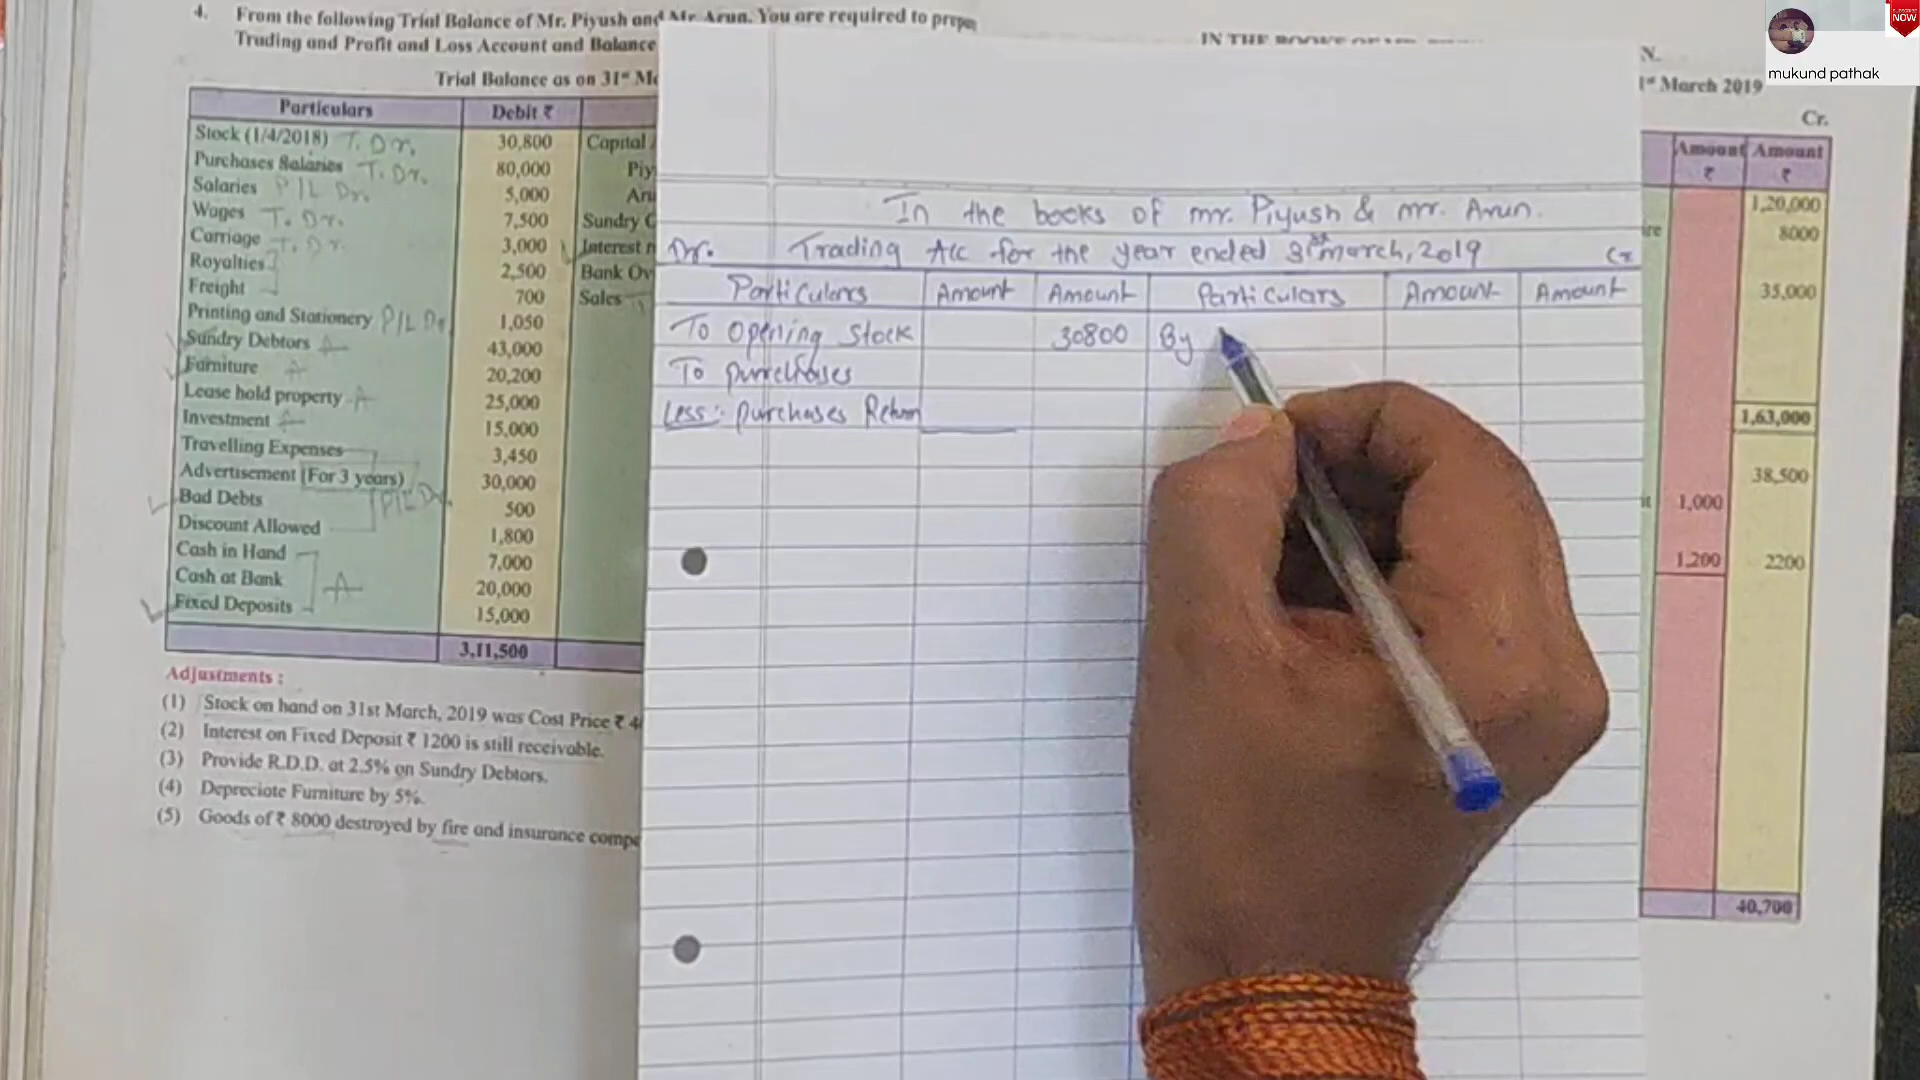 4. From the following Trial Balance of Mr. Piyush and Mr. Arun. You are required to
Trading and Profit and Loss Account and Balance
Trial Balance as on 31st
Particulars Debit ₹
Stock (1/4/2018) T. Dr. 30,800 Capital
Purchases Salaries T. Dr. 80,000
Salaries P/L Dr. 5,000
Wages T. Dr. 7,500 Sundry
Carriage T. Dr. 3,000 Interest
Royalties 2,500 Bank
Freight 700 Sales
Printing and Stationery P/L Dr. 1,050
Sundry Debtors A 43,000
Furniture A 20,200
Lease hold property A 25,000
Investment A 15,000
Travelling Expenses 3,450
Advertisement (For 3 years) 30,000
Bad Debts P/L Dr. 500
Discount Allowed 1,800
Cash in Hand 7,000
Cash at Bank A 20,000
Fixed Deposits 15,000
3,11,500
Adjustments :
(1) Stock on hand on 31st March, 2019 was Cost Price ₹
(2) Interest on Fixed Deposit ₹ 1200 is still receivable.
(3) Provide R.D.D. at 2.5% on Sundry Debtors.
(4) Depreciate Furniture by 5%.
(5) Goods of ₹ 8000 destroyed by fire and insurance
In the books of mr. Piyush & mr. Arun.
Dr. Trading Acc for the year ended 31st march, 2019 Cr
Particulars Amount Amount Particulars Amount Amount
To Opening Stock 30800 By
To purchases
Less: purchases Return
N.
March 2019
Cr.
Amount Amount
₹ ₹
1,20,000
8000
35,000
1,63,000
38,500
1,000
1,200 2200
40,700
mukund pathak
SUBSCRIBE
NOW